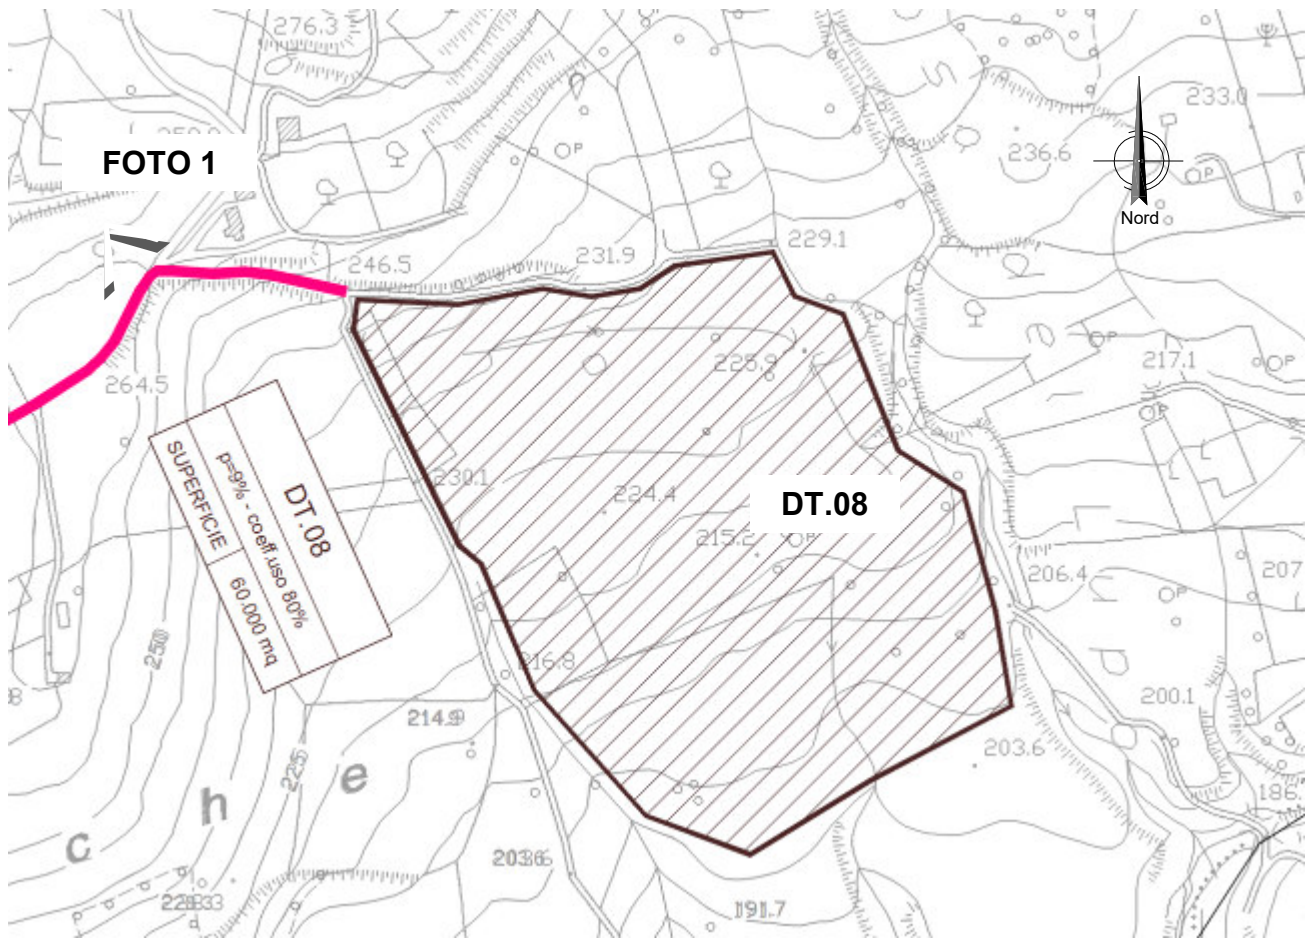 276.3
233.0
236.6
FOTO 1
P
P
Nord
229.1
231.9
246.5
P
217.1
P
225.9
264.5
P
SUPERFICIE
60.000 mq
p=9% - coeff.uso 80%
DT.08
230.1
224.4
DT.08
215.2
P
206.4
207
P
250
216.8
200.1
214.9
203.6
225
c h e
186.
203.6
191.7